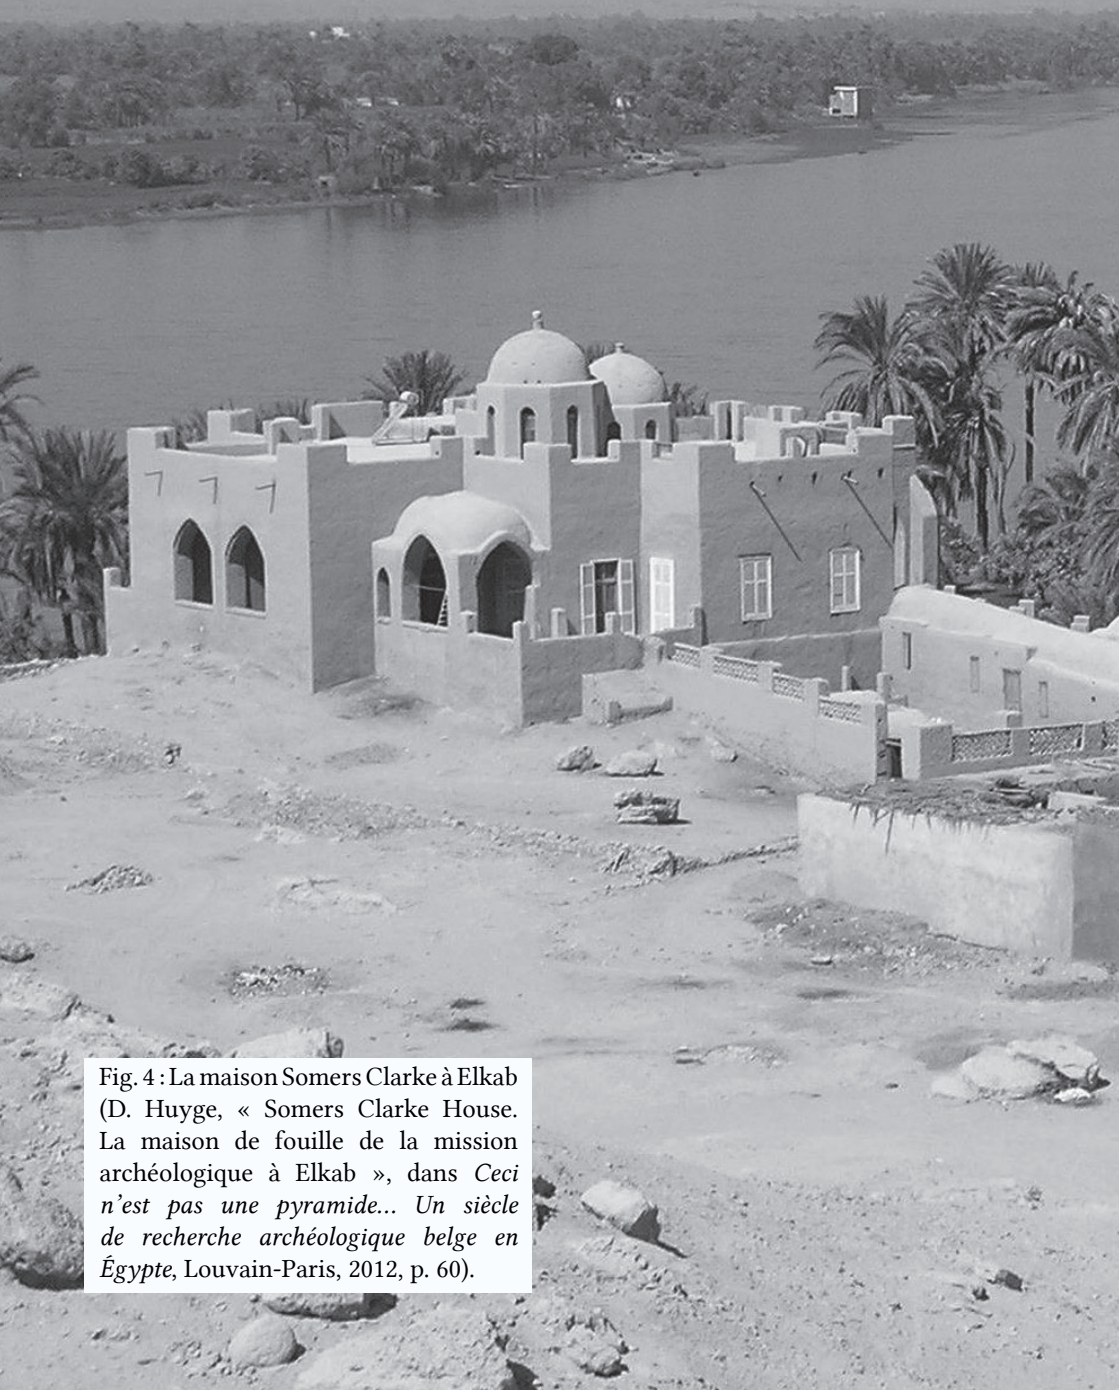 Fig. 4 : La maison Somers Clarke à Elkab
(D. Huyge, « Somers Clarke House.
La maison de fouille de la mission
archéologique à Elkab », dans Ceci
n’est pas une pyramide… Un siècle
de recherche archéologique belge en
Égypte, Louvain-Paris, 2012, p. 60).